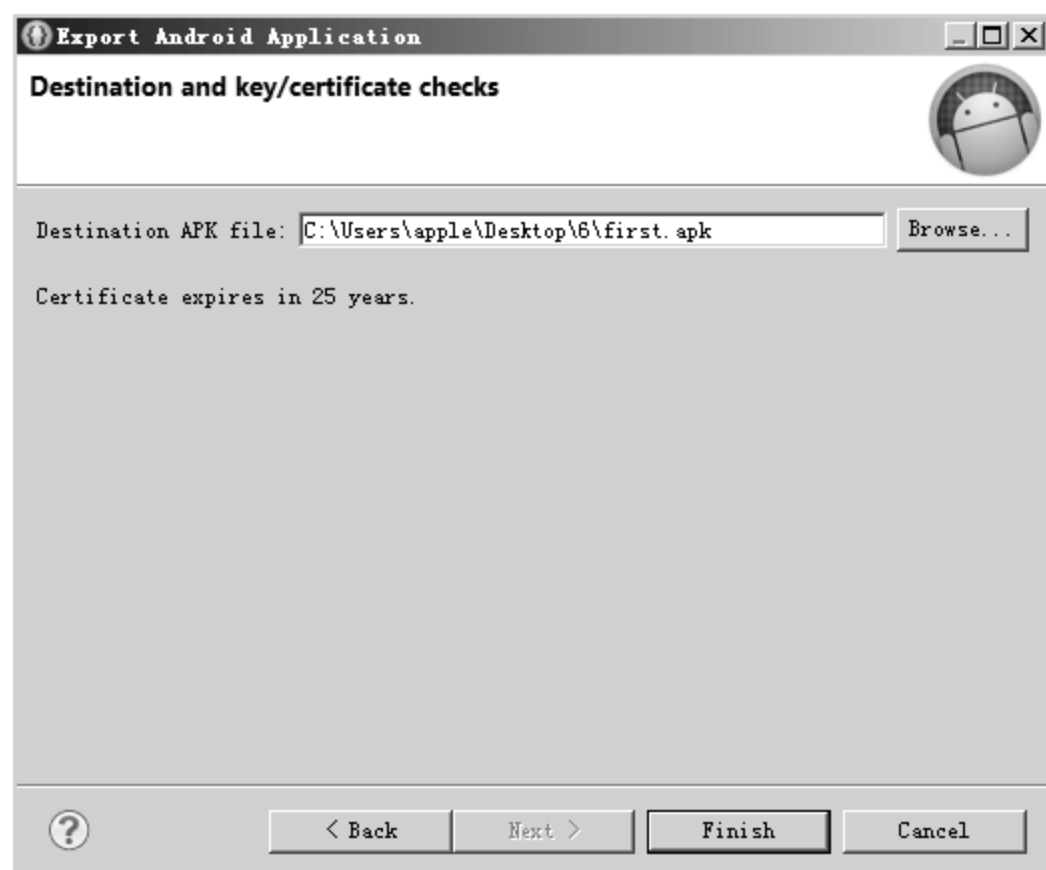 Export Android Application
Destination and key/certificate checks
Destination APK file: C:\Users\apple\Desktop\6\first.apk Browse...
Certificate expires in 25 years.
? < Back Next > Finish Cancel